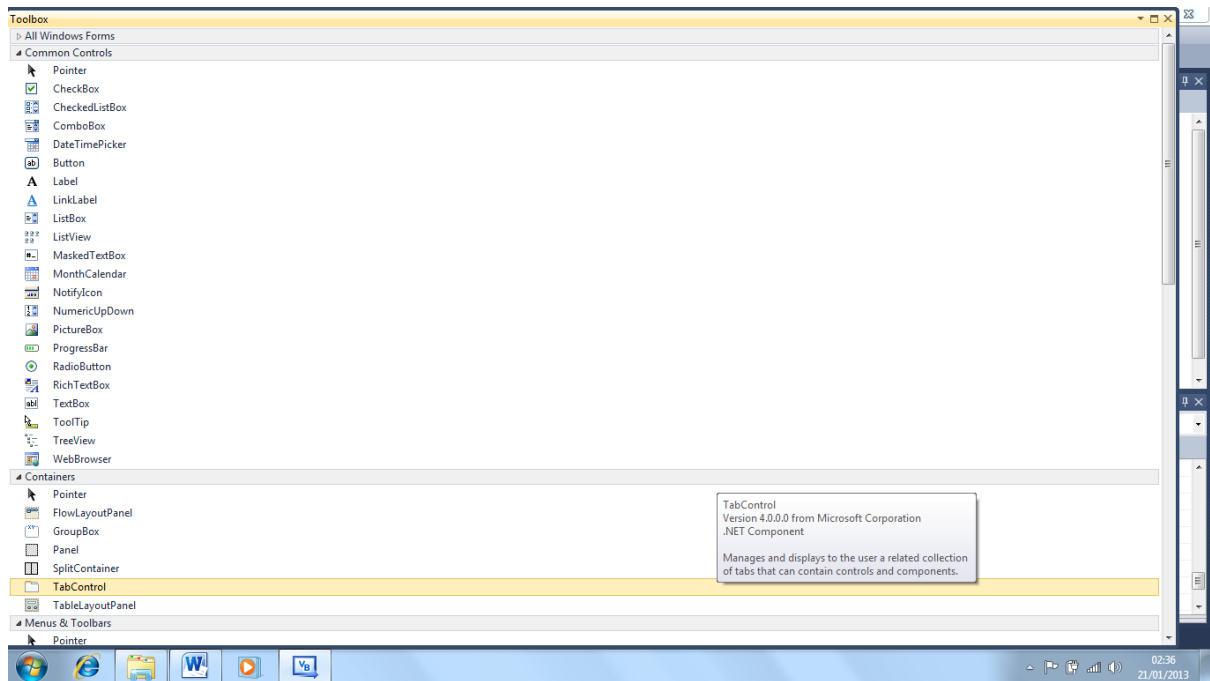 Toolbox
All Windows Forms
Common Controls
Pointer
CheckBox
CheckedListBox
ComboBox
DateTimePicker
Button
Label
LinkLabel
ListBox
ListView
MaskedTextBox
MonthCalendar
NotifyIcon
NumericUpDown
PictureBox
ProgressBar
RadioButton
RichTextBox
TextBox
ToolTip
TreeView
WebBrowser
Containers
Pointer
FlowLayoutPanel
GroupBox
Panel
SplitContainer
TabControl
TableLayoutPanel
Menus & Toolbars
Pointer
TabControl
Version 4.0.0.0 from Microsoft Corporation
.NET Component
Manages and displays to the user a related collection
of tabs that can contain controls and components.
02:36
21/01/2013